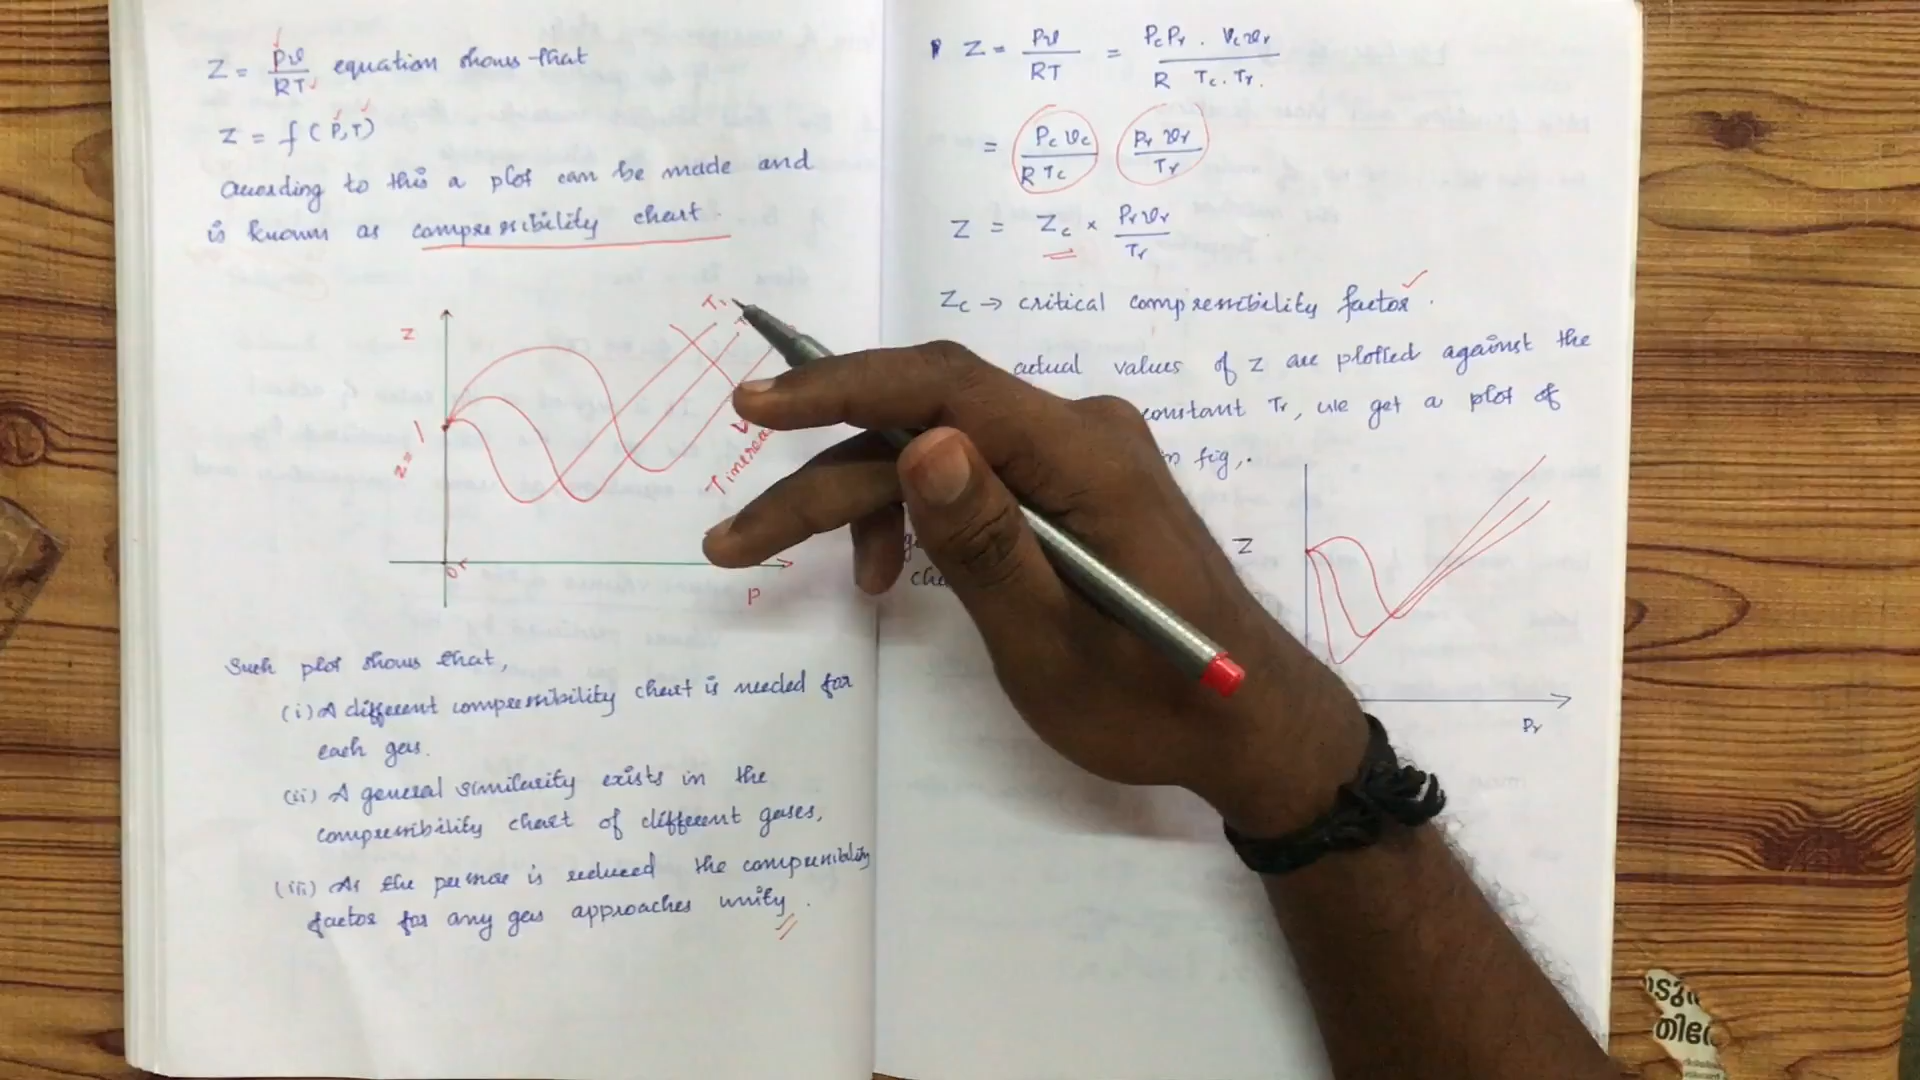 Z = Pv/RT equation shows that
Z = f(P,T)
According to this a plot can be made and
is known as compressibility chart.
Z
T1
T
Z = 1
P
Such plot shows that,
(i) A different compressibility chart is needed for
each gas.
(ii) A general similarity exists in the
compressibility chart of different gases,
(iii) As the pressure is reduced the compressibility
factor for any gas approaches unity.
Z = Pv/RT = PcPr . vcvr / R Tc . Tr.
= Pcvc/RTc Prvr/Tr
Z = Zc × Prvr/Tr
Zc → critical compressibility factor.
actual values of Z are plotted against the
constant Tr, we get a plot of
fig,.
Z
Pr